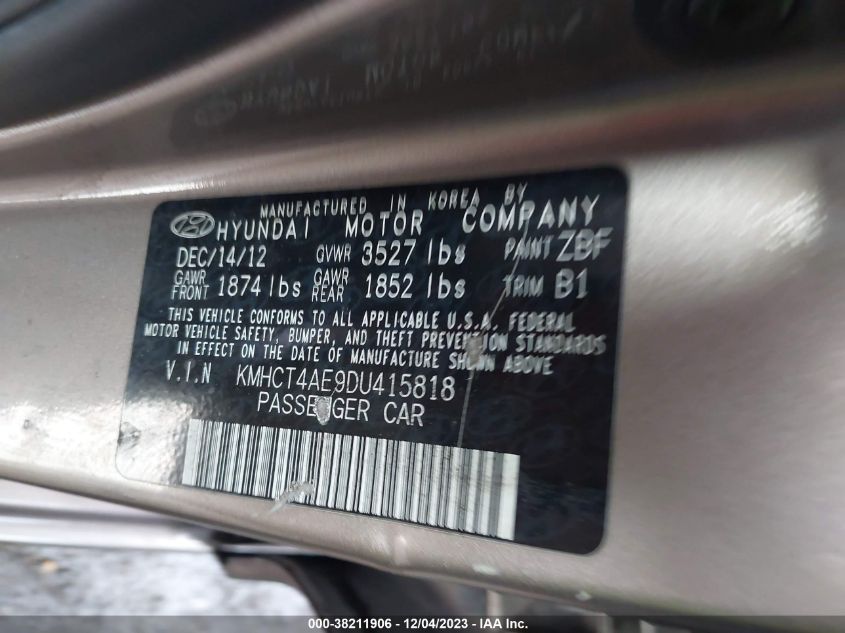 MANUFACTURED IN KOREA BY
HYUNDAI MOTOR COMPANY
DEC/14/12 GVWR 3527 lbs PAINT ZBF
GAWR FRONT 1874 lbs GAWR REAR 1852 lbs TRIM B1
THIS VEHICLE CONFORMS TO ALL APPLICABLE U.S.A. FEDERAL
MOTOR VEHICLE SAFETY, BUMPER, AND THEFT PREVENTION STANDARDS
IN EFFECT ON THE DATE OF MANUFACTURE SHOWN ABOVE
V.I.N KMHCT4AE9DU415818
PASSENGER CAR
000-38211906 - 12/04/2023 - IAAI.COM